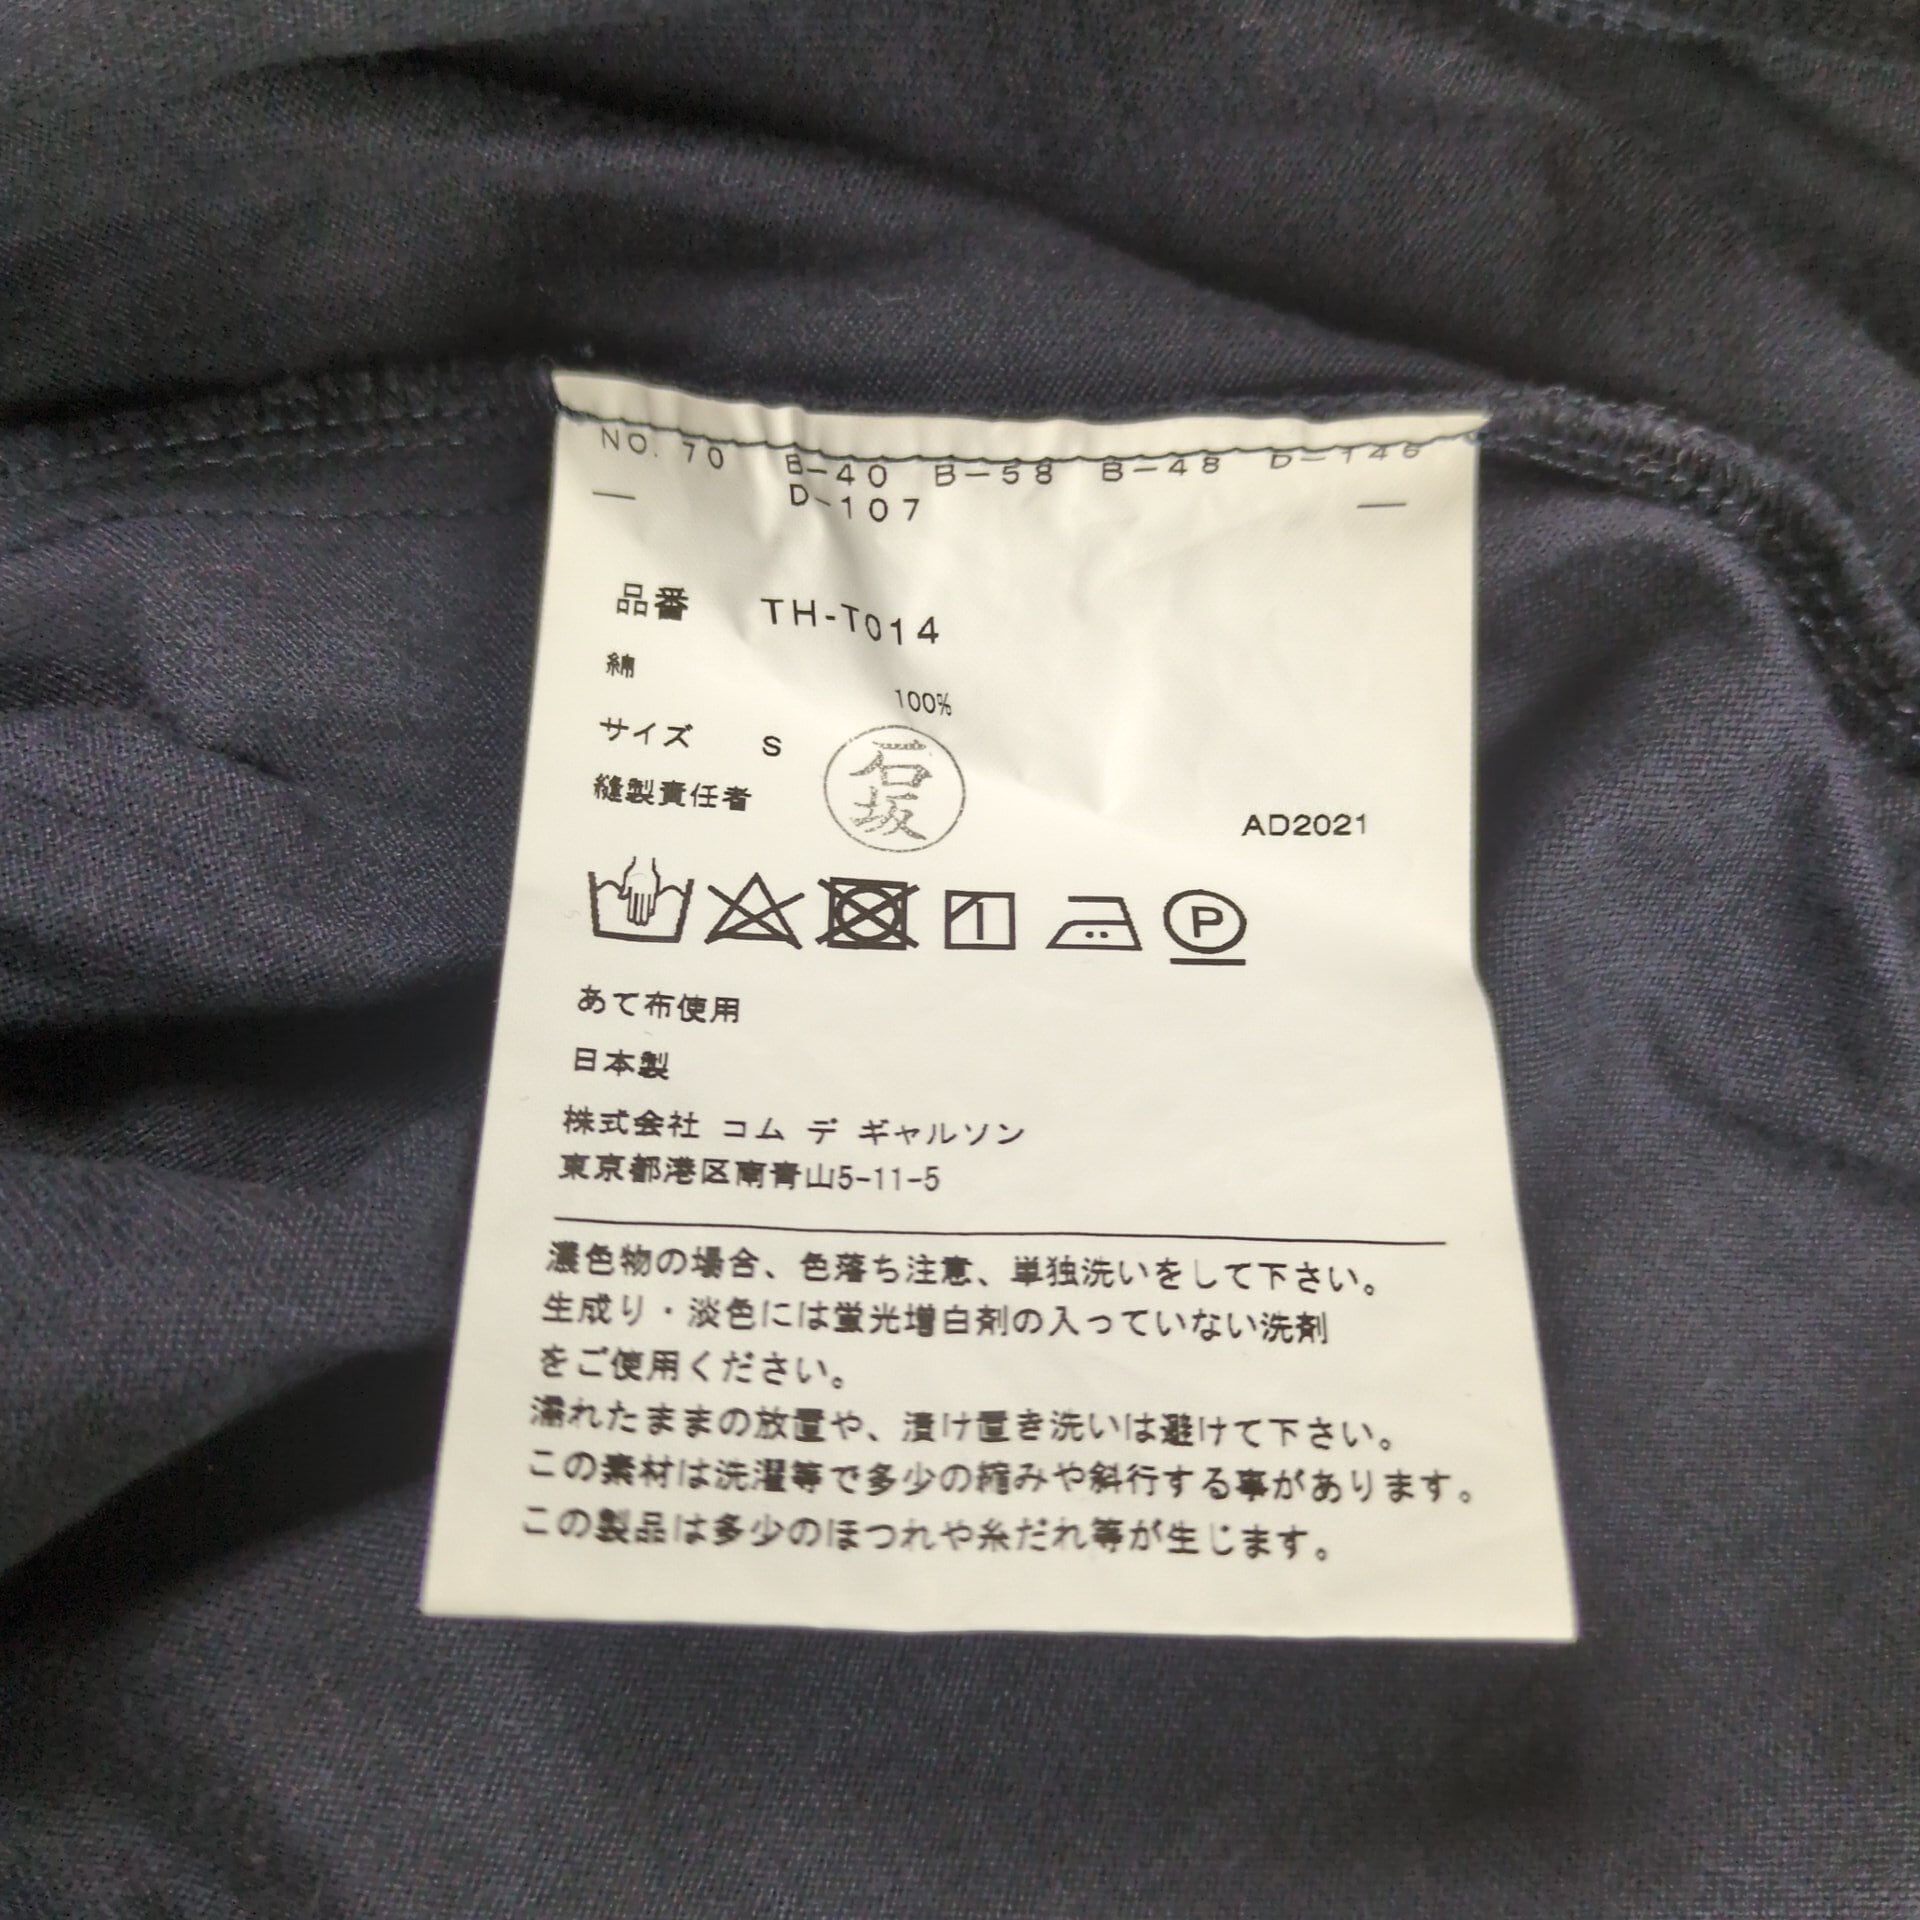 NO. 70 B-40 B-58 B-48 D-146
D-107
品番 TH-T014
綿 100%
サイズ S
縫製責任者 石坂 AD2021
P
あて布使用
日本製
株式会社 コム デ ギャルソン
東京都港区南青山5-11-5
濃色物の場合、色落ち注意、単独洗いをして下さい。
生成り・淡色には蛍光増白剤の入っていない洗剤
をご使用ください。
濡れたままの放置や、漬け置き洗いは避けて下さい。
この素材は洗濯等で多少の縮みや斜行する事があります。
この製品は多少のほつれや糸だれ等が生じます。